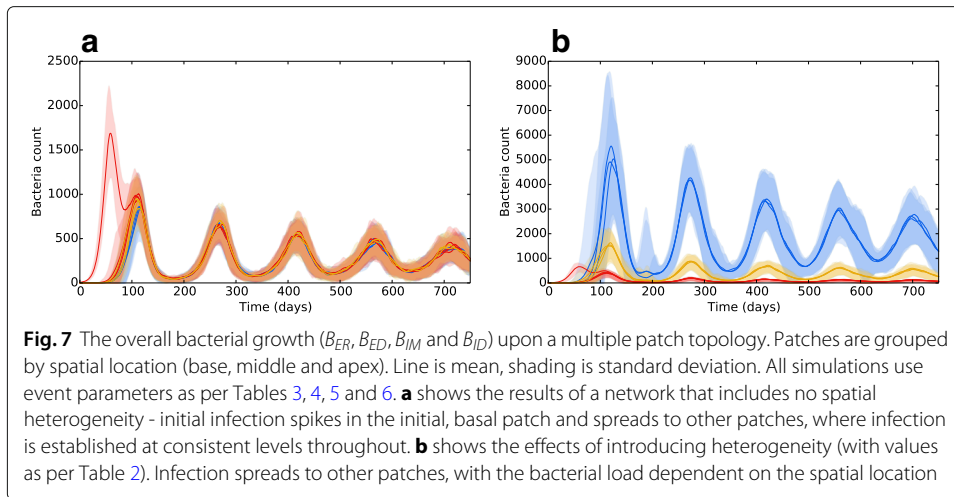 a
b
2500
2000
1500
1000
500
0
Bacteria count
0 100 200 300 400 500 600 700
Time (days)
9000
8000
7000
6000
5000
4000
3000
2000
1000
0
Bacteria count
0 100 200 300 400 500 600 700
Time (days)
Fig. 7 The overall bacterial growth (B_ER, B_ED, B_IM and B_ID) upon a multiple patch topology. Patches are grouped
by spatial location (base, middle and apex). Line is mean, shading is standard deviation. All simulations use
event parameters as per Tables 3, 4, 5 and 6. a shows the results of a network that includes no spatial
heterogeneity - initial infection spikes in the initial, basal patch and spreads to other patches, where infection
is established at consistent levels throughout. b shows the effects of introducing heterogeneity (with values
as per Table 2). Infection spreads to other patches, with the bacterial load dependent on the spatial location